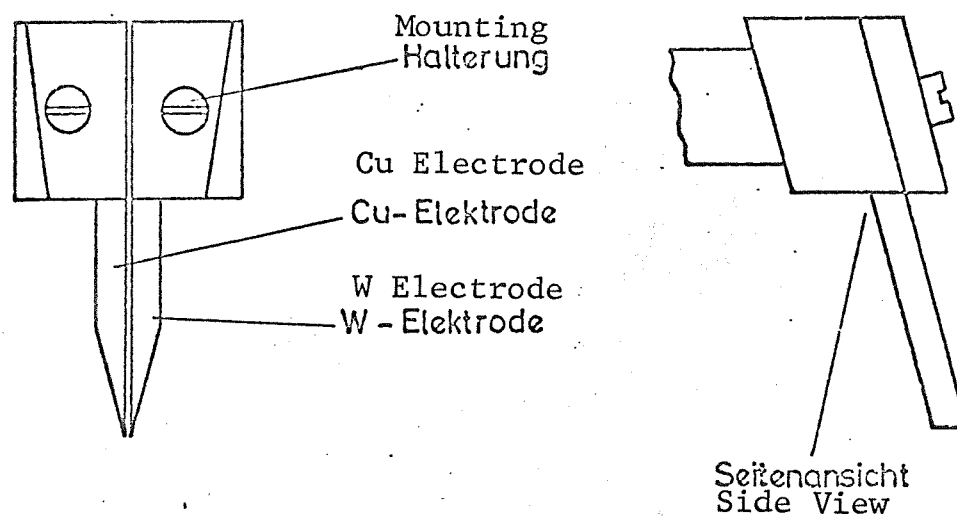 Mounting
Halterung
Cu Electrode
Cu-Elektrode
W Electrode
W-Elektrode
Seitenansicht
Side View